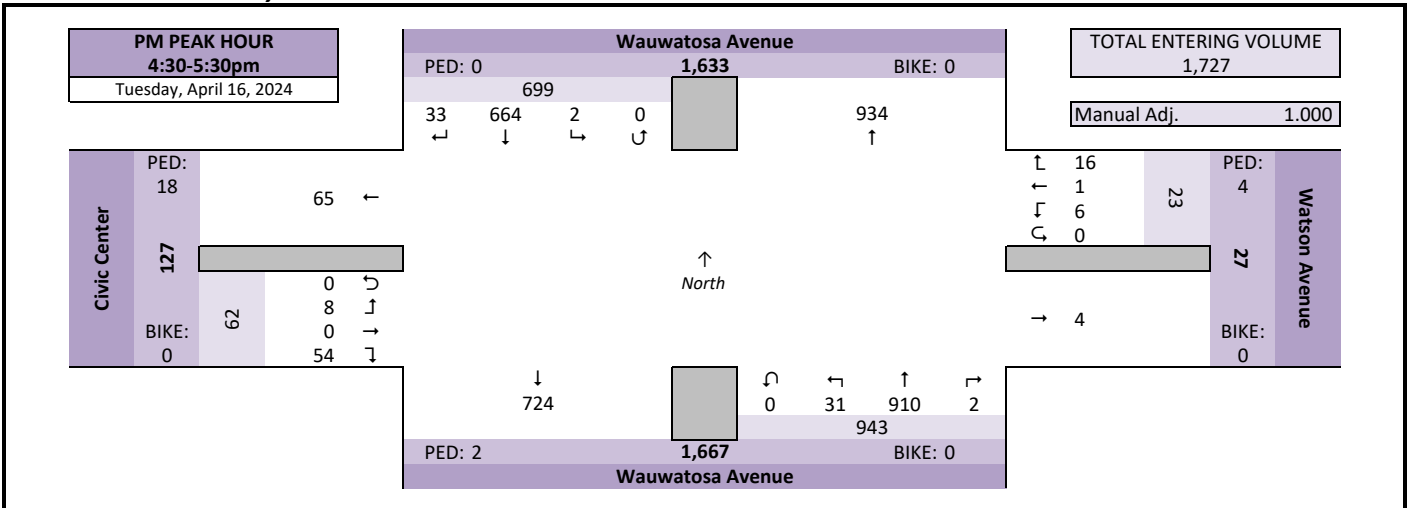 PM PEAK HOUR
4:30-5:30pm
Tuesday, April 16, 2024
Wauwatosa Avenue
PED: 0 1,633 BIKE: 0
699
33 664 2 0
↵ ↓ ↳ ↺
934
↑
TOTAL ENTERING VOLUME
1,727
Manual Adj. 1.000
Civic Center
PED:
18
127
BIKE:
0
65 ←
62
0 ↺
8 ↰
0 →
54 ↴
↑
North
↑ 16
← 1
↓ 6
↺ 0
23
→ 4
PED:
4
27
BIKE:
0
Watson Avenue
↓
724
↺ ↰ ↑ ↱
0 31 910 2
943
PED: 2 1,667 BIKE: 0
Wauwatosa Avenue